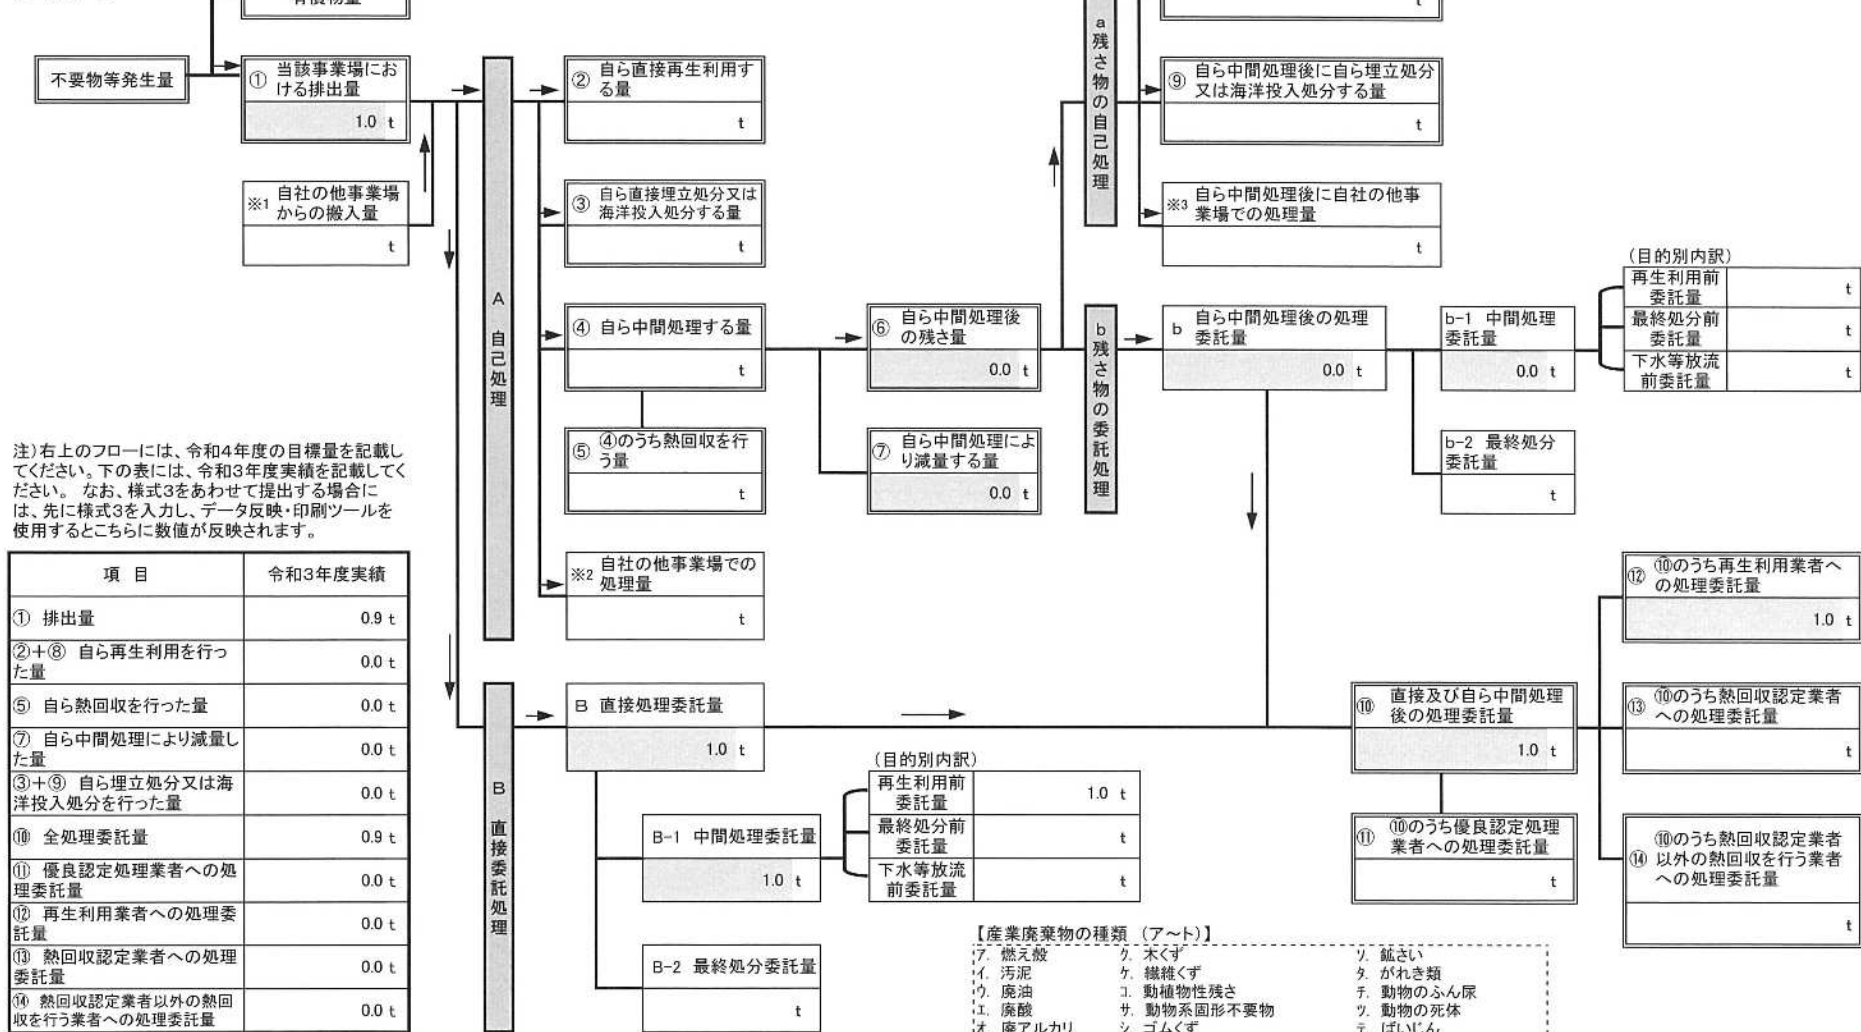 有償物量
t
不要物等発生量
① 当該事業場にお
ける排出量
1.0 t
※1 自社の他事業場
からの搬入量
t
A 自己処理
② 自ら直接再生利用す
る量
t
③ 自ら直接埋立処分又は
海洋投入処分する量
t
④ 自ら中間処理する量
t
⑤ ④のうち熱回収を行
う量
t
※2 自社の他事業場での
処理量
t
⑥ 自ら中間処理後
の残さ量
0.0 t
⑦ 自ら中間処理によ
り減量する量
0.0 t
a 残さ物の自己処理
⑨ 自ら中間処理後に自ら埋立処分
又は海洋投入処分する量
t
※3 自ら中間処理後に自社の他事
業場での処理量
t
b 残さ物の委託処理
b 自ら中間処理後の処理
委託量
0.0 t
b-1 中間処理
委託量
0.0 t
(目的別内訳)
再生利用前
委託量 t
最終処分前
委託量 t
下水等放流
前委託量 t
b-2 最終処分
委託量
t
注)右上のフローには、令和4年度の目標量を記載し
てください。下の表には、令和3年度実績を記載してく
ださい。 なお、様式3をあわせて提出する場合に
は、先に様式3を入力し、データ反映・印刷ツールを
使用するとこちらに数値が反映されます。
項 目 令和3年度実績
① 排出量 0.9 t
②+⑧ 自ら再生利用を行っ
た量 0.0 t
⑤ 自ら熱回収を行った量 0.0 t
⑦ 自ら中間処理により減量し
た量 0.0 t
③+⑨ 自ら埋立処分又は海
洋投入処分を行った量 0.0 t
⑩ 全処理委託量 0.9 t
⑪ 優良認定処理業者への処
理委託量 0.0 t
⑫ 再生利用業者への処理委
託量 0.0 t
⑬ 熱回収認定業者への処理
委託量 0.0 t
⑭ 熱回収認定業者以外の熱回
収を行う業者への処理委託量 0.0 t
B 直接委託処理
B 直接処理委託量
1.0 t
B-1 中間処理委託量
1.0 t
(目的別内訳)
再生利用前
委託量 1.0 t
最終処分前
委託量 t
下水等放流
前委託量 t
B-2 最終処分委託量
t
⑩ 直接及び自ら中間処理
後の処理委託量
1.0 t
⑪ ⑩のうち優良認定処理
業者への処理委託量
t
⑫ ⑩のうち再生利用業者へ
の処理委託量
1.0 t
⑬ ⑩のうち熱回収認定業者
への処理委託量
t
⑭ ⑩のうち熱回収認定業者
以外の熱回収を行う業者
への処理委託量
t
【産業廃棄物の種類 (ア~ト)】
ア. 燃え殻 ク. 木くず ソ. 鉱さい
イ. 汚泥 ケ. 繊維くず タ. がれき類
ウ. 廃油 コ. 動植物性残さ チ. 動物のふん尿
エ. 廃酸 サ. 動物系固形不要物 ツ. 動物の死体
オ. 廃アルカリ シ. ゴムくず テ. ばいじん